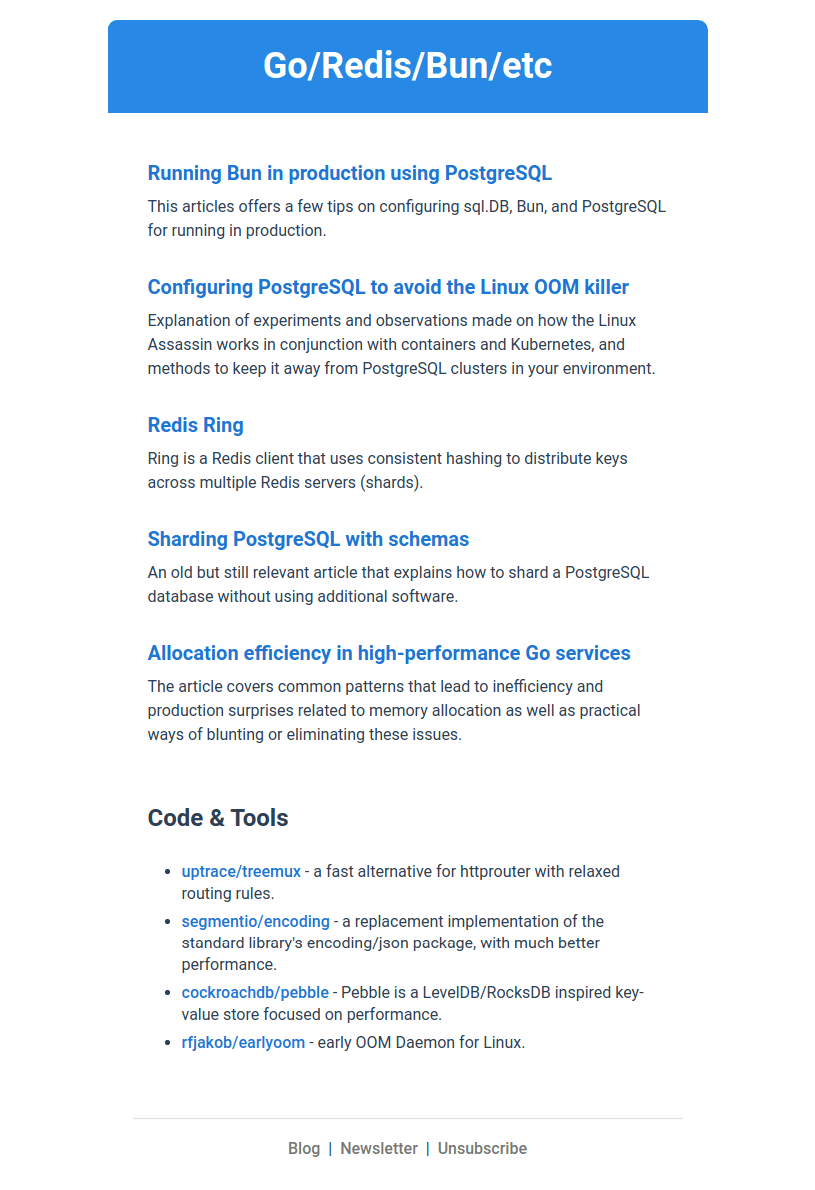 Go/Redis/Bun/etc
Running Bun in production using PostgreSQL
This articles offers a few tips on configuring sql.DB, Bun, and PostgreSQL
for running in production.
Configuring PostgreSQL to avoid the Linux OOM killer
Explanation of experiments and observations made on how the Linux
Assassin works in conjunction with containers and Kubernetes, and
methods to keep it away from PostgreSQL clusters in your environment.
Redis Ring
Ring is a Redis client that uses consistent hashing to distribute keys
across multiple Redis servers (shards).
Sharding PostgreSQL with schemas
An old but still relevant article that explains how to shard a PostgreSQL
database without using additional software.
Allocation efficiency in high-performance Go services
The article covers common patterns that lead to inefficiency and
production surprises related to memory allocation as well as practical
ways of blunting or eliminating these issues.
Code & Tools
• uptrace/treemux - a fast alternative for httprouter with relaxed
routing rules.
• segmentio/encoding - a replacement implementation of the
standard library's encoding/json package, with much better
performance.
• cockroachdb/pebble - Pebble is a LevelDB/RocksDB inspired key-
value store focused on performance.
• rfjakob/earlyoom - early OOM Daemon for Linux.
Blog | Newsletter | Unsubscribe